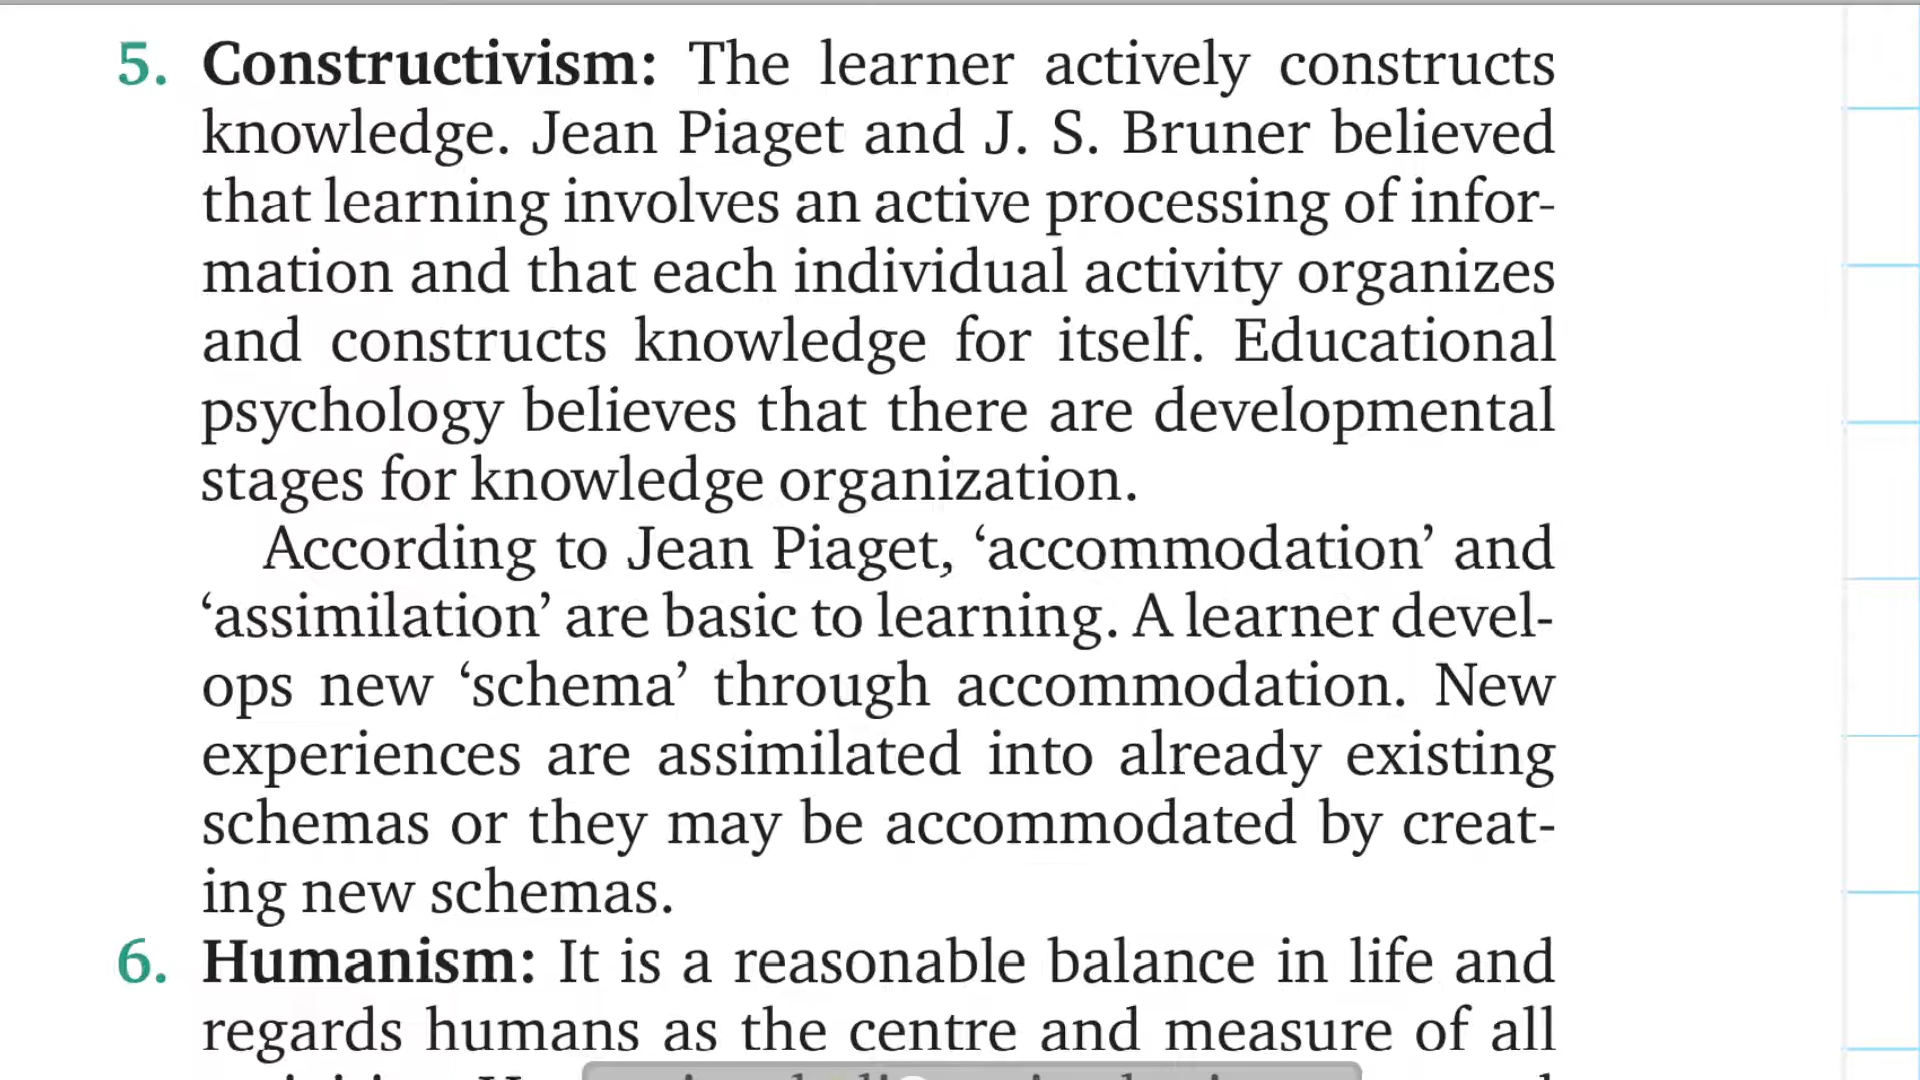 5. Constructivism: The learner actively constructs
knowledge. Jean Piaget and J. S. Bruner believed
that learning involves an active processing of infor-
mation and that each individual activity organizes
and constructs knowledge for itself. Educational
psychology believes that there are developmental
stages for knowledge organization.
According to Jean Piaget, ‘accommodation’ and
‘assimilation’ are basic to learning. A learner devel-
ops new ‘schema’ through accommodation. New
experiences are assimilated into already existing
schemas or they may be accommodated by creat-
ing new schemas.
6. Humanism: It is a reasonable balance in life and
regards humans as the centre and measure of all